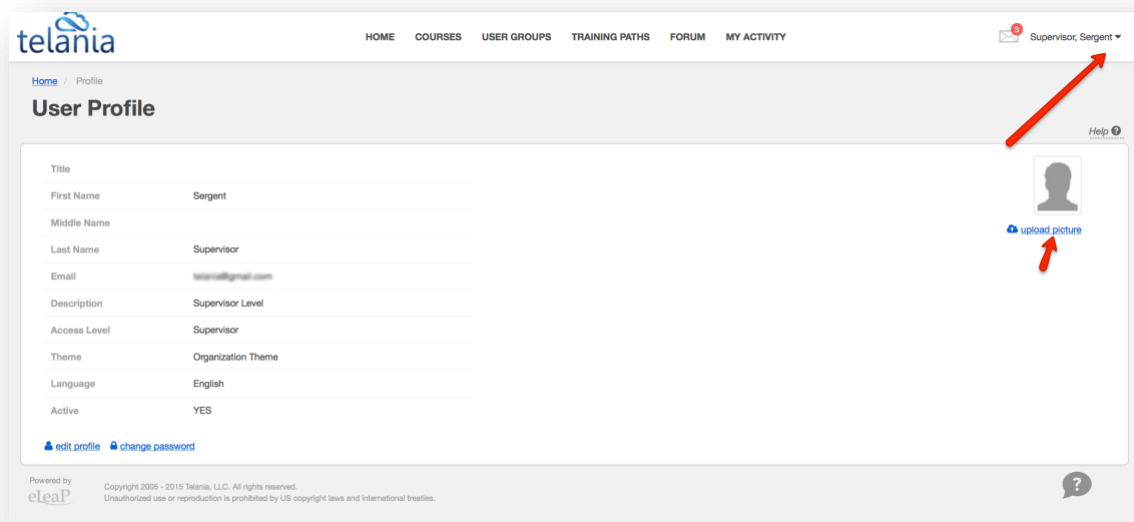 telania
HOME COURSES USER GROUPS TRAINING PATHS FORUM MY ACTIVITY
3
Supervisor, Sergent
Home / Profile
User Profile
Help ?
Title
First Name Sergent
Middle Name
Last Name Supervisor
Email
Description Supervisor Level
Access Level Supervisor
Theme Organization Theme
Language English
Active YES
upload picture
edit profile change password
Powered by
eLeaP
Copyright 2005 - 2015 Telania, LLC. All rights reserved.
Unauthorized use or reproduction is prohibited by US copyright laws and international treaties.
?